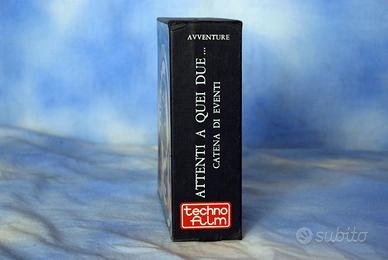 AVVENTURE
ATTENTI A QUEI DUE...
CATENA DI EVENTI
techno
film
subito